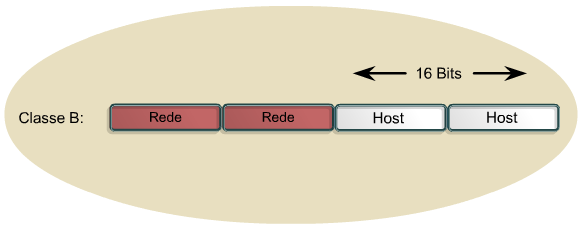 16 Bits
Classe B: Rede Rede Host Host